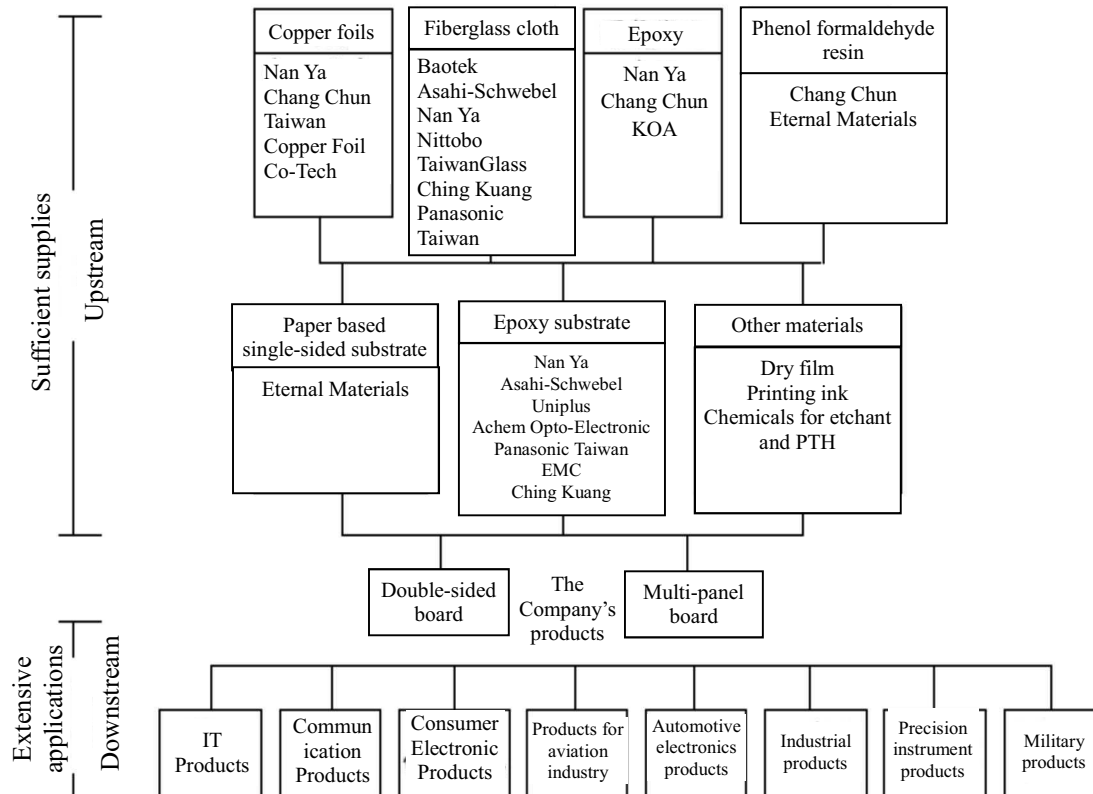 Sufficient supplies
Upstream
Copper foils
Nan Ya
Chang Chun
Taiwan
Copper Foil
Co-Tech
Fiberglass cloth
Baotek
Asahi-Schwebel
Nan Ya
Nittobo
TaiwanGlass
Ching Kuang
Panasonic
Taiwan
Epoxy
Nan Ya
Chang Chun
KOA
Phenol formaldehyde
resin
Chang Chun
Eternal Materials
Paper based
single-sided substrate
Eternal Materials
Epoxy substrate
Nan Ya
Asahi-Schwebel
Uniplus
Achem Opto-Electronic
Panasonic Taiwan
EMC
Ching Kuang
Other materials
Dry film
Printing ink
Chemicals for etchant
and PTH
Double-sided
board
The
Company’s
products
Multi-panel
board
Extensive
applications
Downstream
IT
Products
Commun
ication
Products
Consumer
Electronic
Products
Products for
aviation
industry
Automotive
electronics
products
Industrial
products
Precision
instrument
products
Military
products